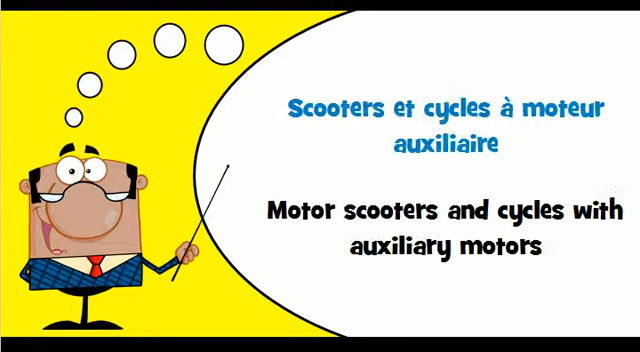 Scooters et cycles à moteur
auxiliaire
Motor scooters and cycles with
auxiliary motors